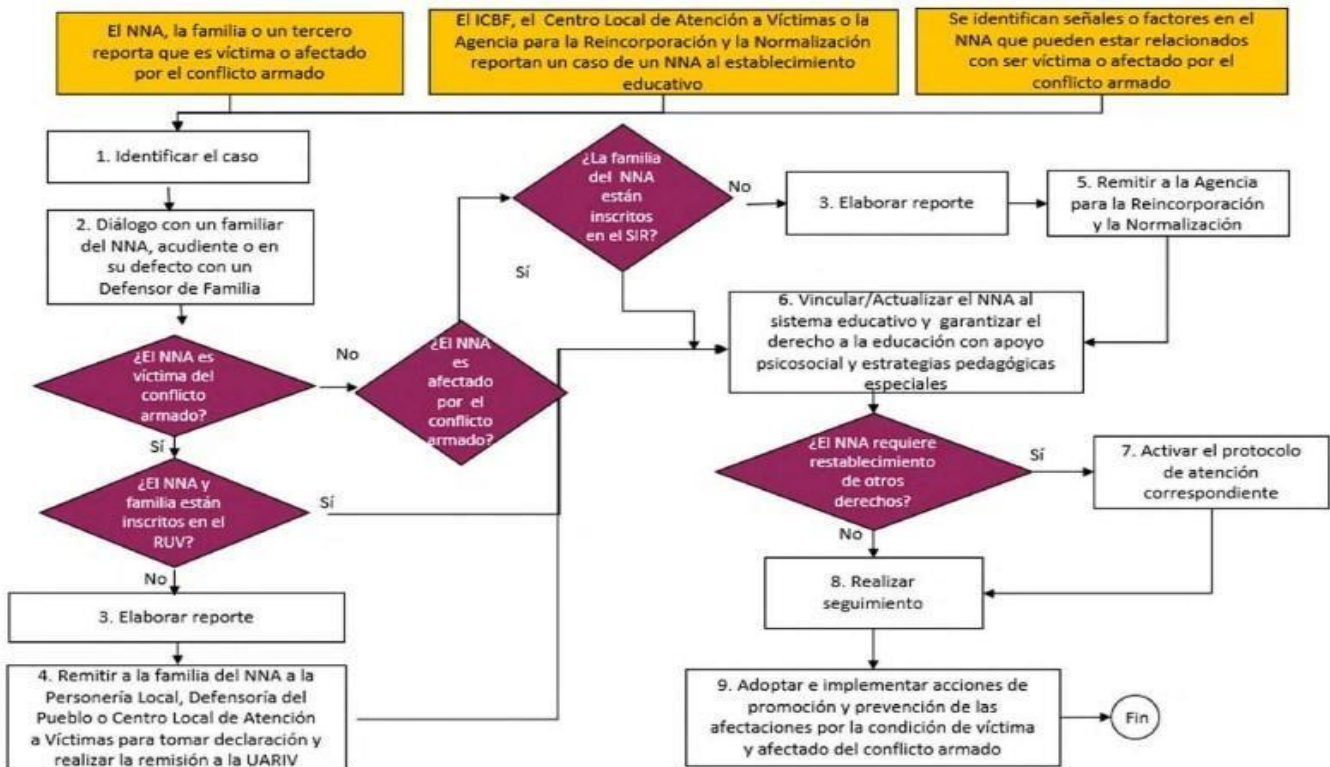 El NNA, la familia o un tercero
reporta que es víctima o afectado
por el conflicto armado
El ICBF, el Centro Local de Atención a Víctimas o la
Agencia para la Reincorporación y la Normalización
reportan un caso de un NNA al establecimiento
educativo
Se identifican señales o factores en el
NNA que pueden estar relacionados
con ser víctima o afectado por el
conflicto armado
1. Identificar el caso
2. Diálogo con un familiar
del NNA, acudiente o en
su defecto con un
Defensor de Familia
¿El NNA es
víctima del
conflicto
armado?
No
Sí
¿El NNA
es
afectado
por el
conflicto
armado?
Sí
¿La familia
del NNA
están
inscritos
en el SIR?
No
3. Elaborar reporte
5. Remitir a la Agencia
para la Reincorporación
y la Normalización
¿El NNA y
familia están
inscritos en el
RUV?
Sí
No
3. Elaborar reporte
4. Remitir a la familia del NNA a la
Personería Local, Defensoría del
Pueblo o Centro Local de Atención
a Víctimas para tomar declaración y
realizar la remisión a la UARIV
6. Vincular/Actualizar el NNA al
sistema educativo y garantizar el
derecho a la educación con apoyo
psicosocial y estrategias pedagógicas
especiales
¿El NNA requiere
restablecimiento
de otros
derechos?
Sí
No
7. Activar el protocolo
de atención
correspondiente
8. Realizar
seguimiento
9. Adoptar e implementar acciones de
promoción y prevención de las
afectaciones por la condición de víctima
y afectado del conflicto armado
Fin